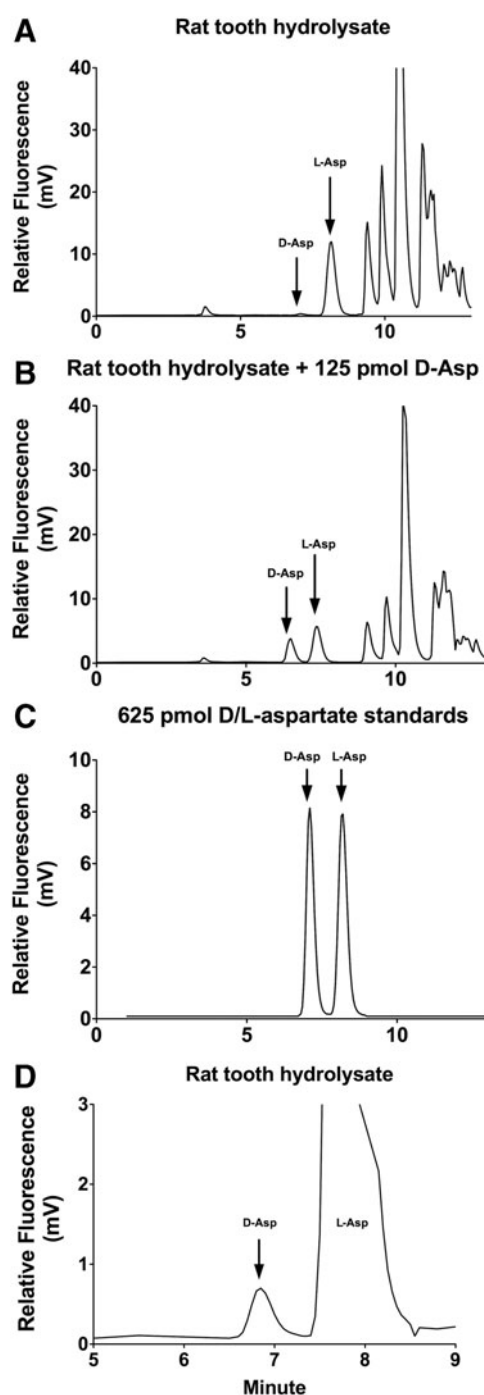 A
Rat tooth hydrolysate
Relative Fluorescence
(mV)
40
30
20
10
0
L-Asp
D-Asp
0 5 10
B
Rat tooth hydrolysate + 125 pmol D-Asp
Relative Fluorescence
(mV)
40
30
20
10
0
L-Asp
D-Asp
0 5 10
C
625 pmol D/L-aspartate standards
Relative Fluorescence
(mV)
10
8
6
4
2
0
D-Asp L-Asp
0 5 10
D
Rat tooth hydrolysate
Relative Fluorescence
(mV)
3
2
1
0
D-Asp L-Asp
5 6 7 8 9
Minute